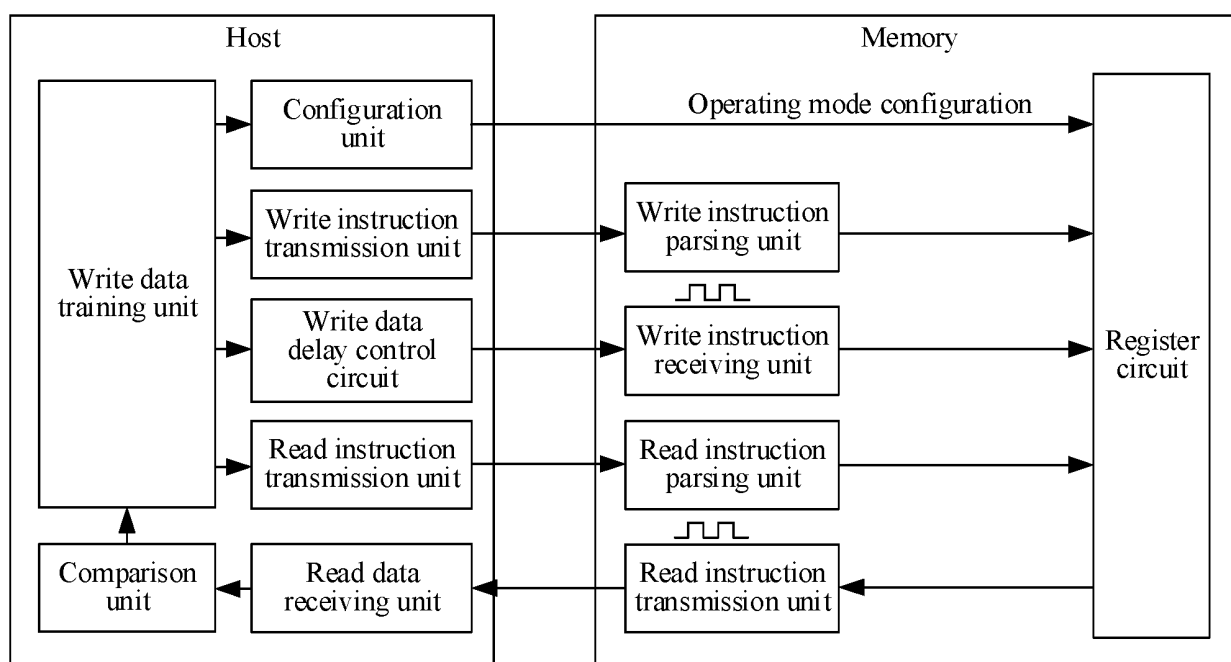 Host
Memory
Configuration
unit
Operating mode configuration
Write instruction
transmission unit
Write instruction
parsing unit
Write data
training unit
Write data
delay control
circuit
Write instruction
receiving unit
Register
circuit
Read instruction
transmission unit
Read instruction
parsing unit
Comparison
unit
Read data
receiving unit
Read instruction
transmission unit